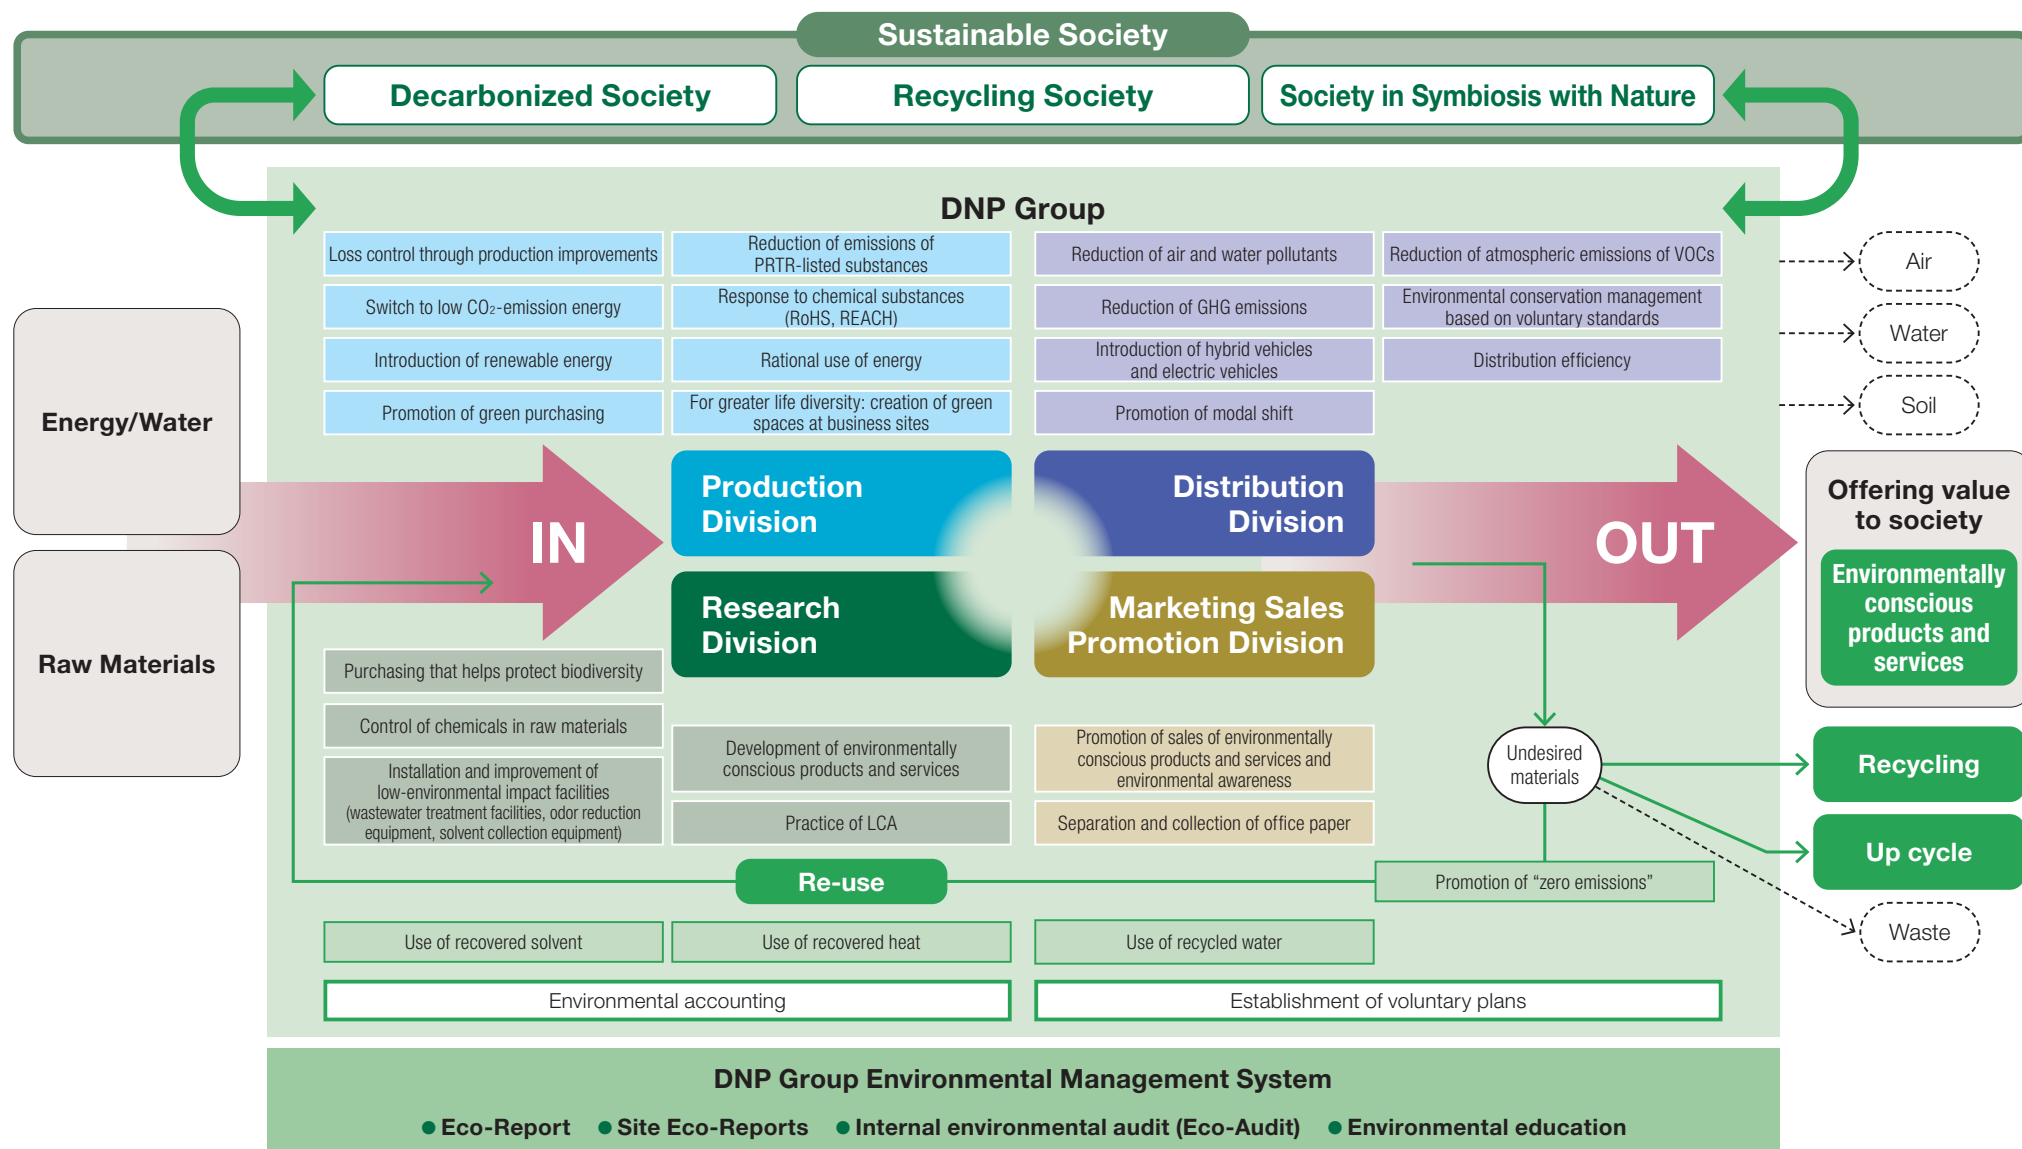 Sustainable Society
Decarbonized Society
Recycling Society
Society in Symbiosis with Nature
DNP Group
Loss control through production improvements
Reduction of emissions of
PRTR-listed substances
Reduction of air and water pollutants
Reduction of atmospheric emissions of VOCs
Switch to low CO₂-emission energy
Response to chemical substances
(RoHS, REACH)
Reduction of GHG emissions
Environmental conservation management
based on voluntary standards
Introduction of renewable energy
Rational use of energy
Introduction of hybrid vehicles
and electric vehicles
Distribution efficiency
Promotion of green purchasing
For greater life diversity: creation of green
spaces at business sites
Promotion of modal shift
Air
Water
Soil
Energy/Water
Raw Materials
IN
Production
Division
Distribution
Division
Research
Division
Marketing Sales
Promotion Division
OUT
Offering value
to society
Environmentally
conscious
products and
services
Purchasing that helps protect biodiversity
Control of chemicals in raw materials
Installation and improvement of
low-environmental impact facilities
(wastewater treatment facilities, odor reduction
equipment, solvent collection equipment)
Development of environmentally
conscious products and services
Practice of LCA
Promotion of sales of environmentally
conscious products and services and
environmental awareness
Separation and collection of office paper
Undesired
materials
Recycling
Up cycle
Waste
Re-use
Promotion of “zero emissions”
Use of recovered solvent
Use of recovered heat
Use of recycled water
Environmental accounting
Establishment of voluntary plans
DNP Group Environmental Management System
● Eco-Report ● Site Eco-Reports ● Internal environmental audit (Eco-Audit) ● Environmental education